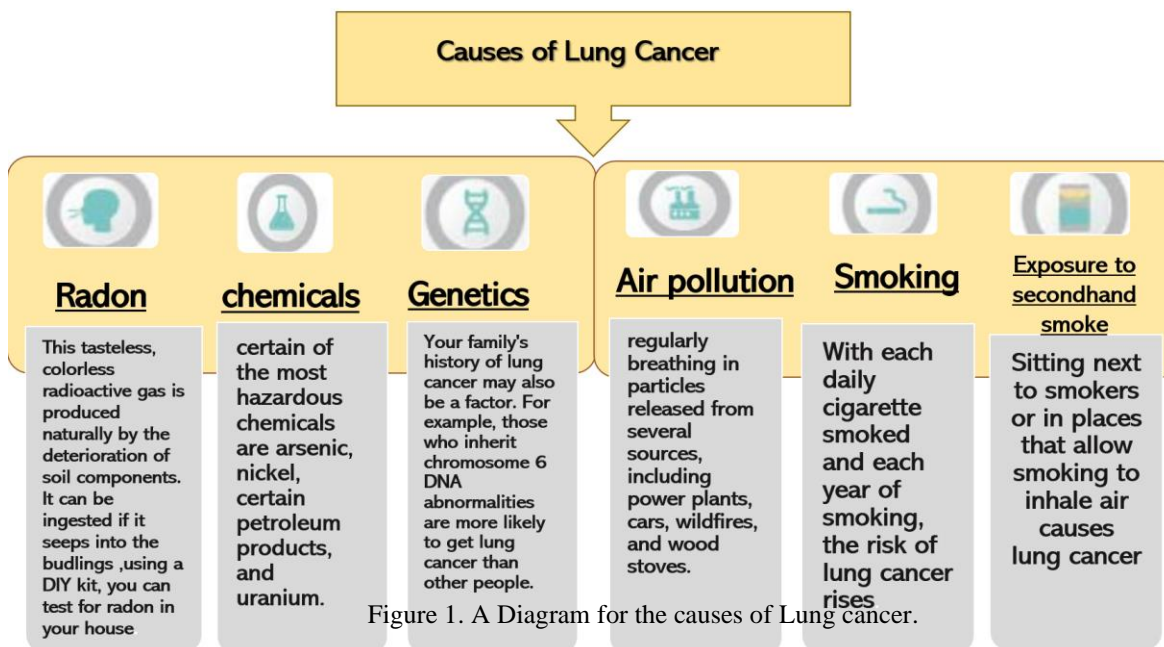 Causes of Lung Cancer
Radon
This tasteless,
colorless
radioactive gas is
produced
naturally by the
deterioration of
soil components.
It can be
ingested if it
seeps into the
budlings ,using a
DIY kit, you can
test for radon in
your house
chemicals
certain of
the most
hazardous
chemicals
are arsenic,
nickel,
certain
petroleum
products,
and
uranium.
Genetics
Your family's
history of lung
cancer may also
be a factor. For
example, those
who inherit
chromosome 6
DNA
abnormalities
are more likely
to get lung
cancer than
other people.
Air pollution
regularly
breathing in
particles
released from
several
sources,
including
power plants,
cars, wildfires,
and wood
stoves.
Smoking
With each
daily
cigarette
smoked
and each
year of
smoking,
the risk of
lung cancer
rises
Exposure to
secondhand
smoke
Sitting next
to smokers
or in places
that allow
smoking to
inhale air
causes
lung cancer
Figure 1. A Diagram for the causes of Lung cancer.